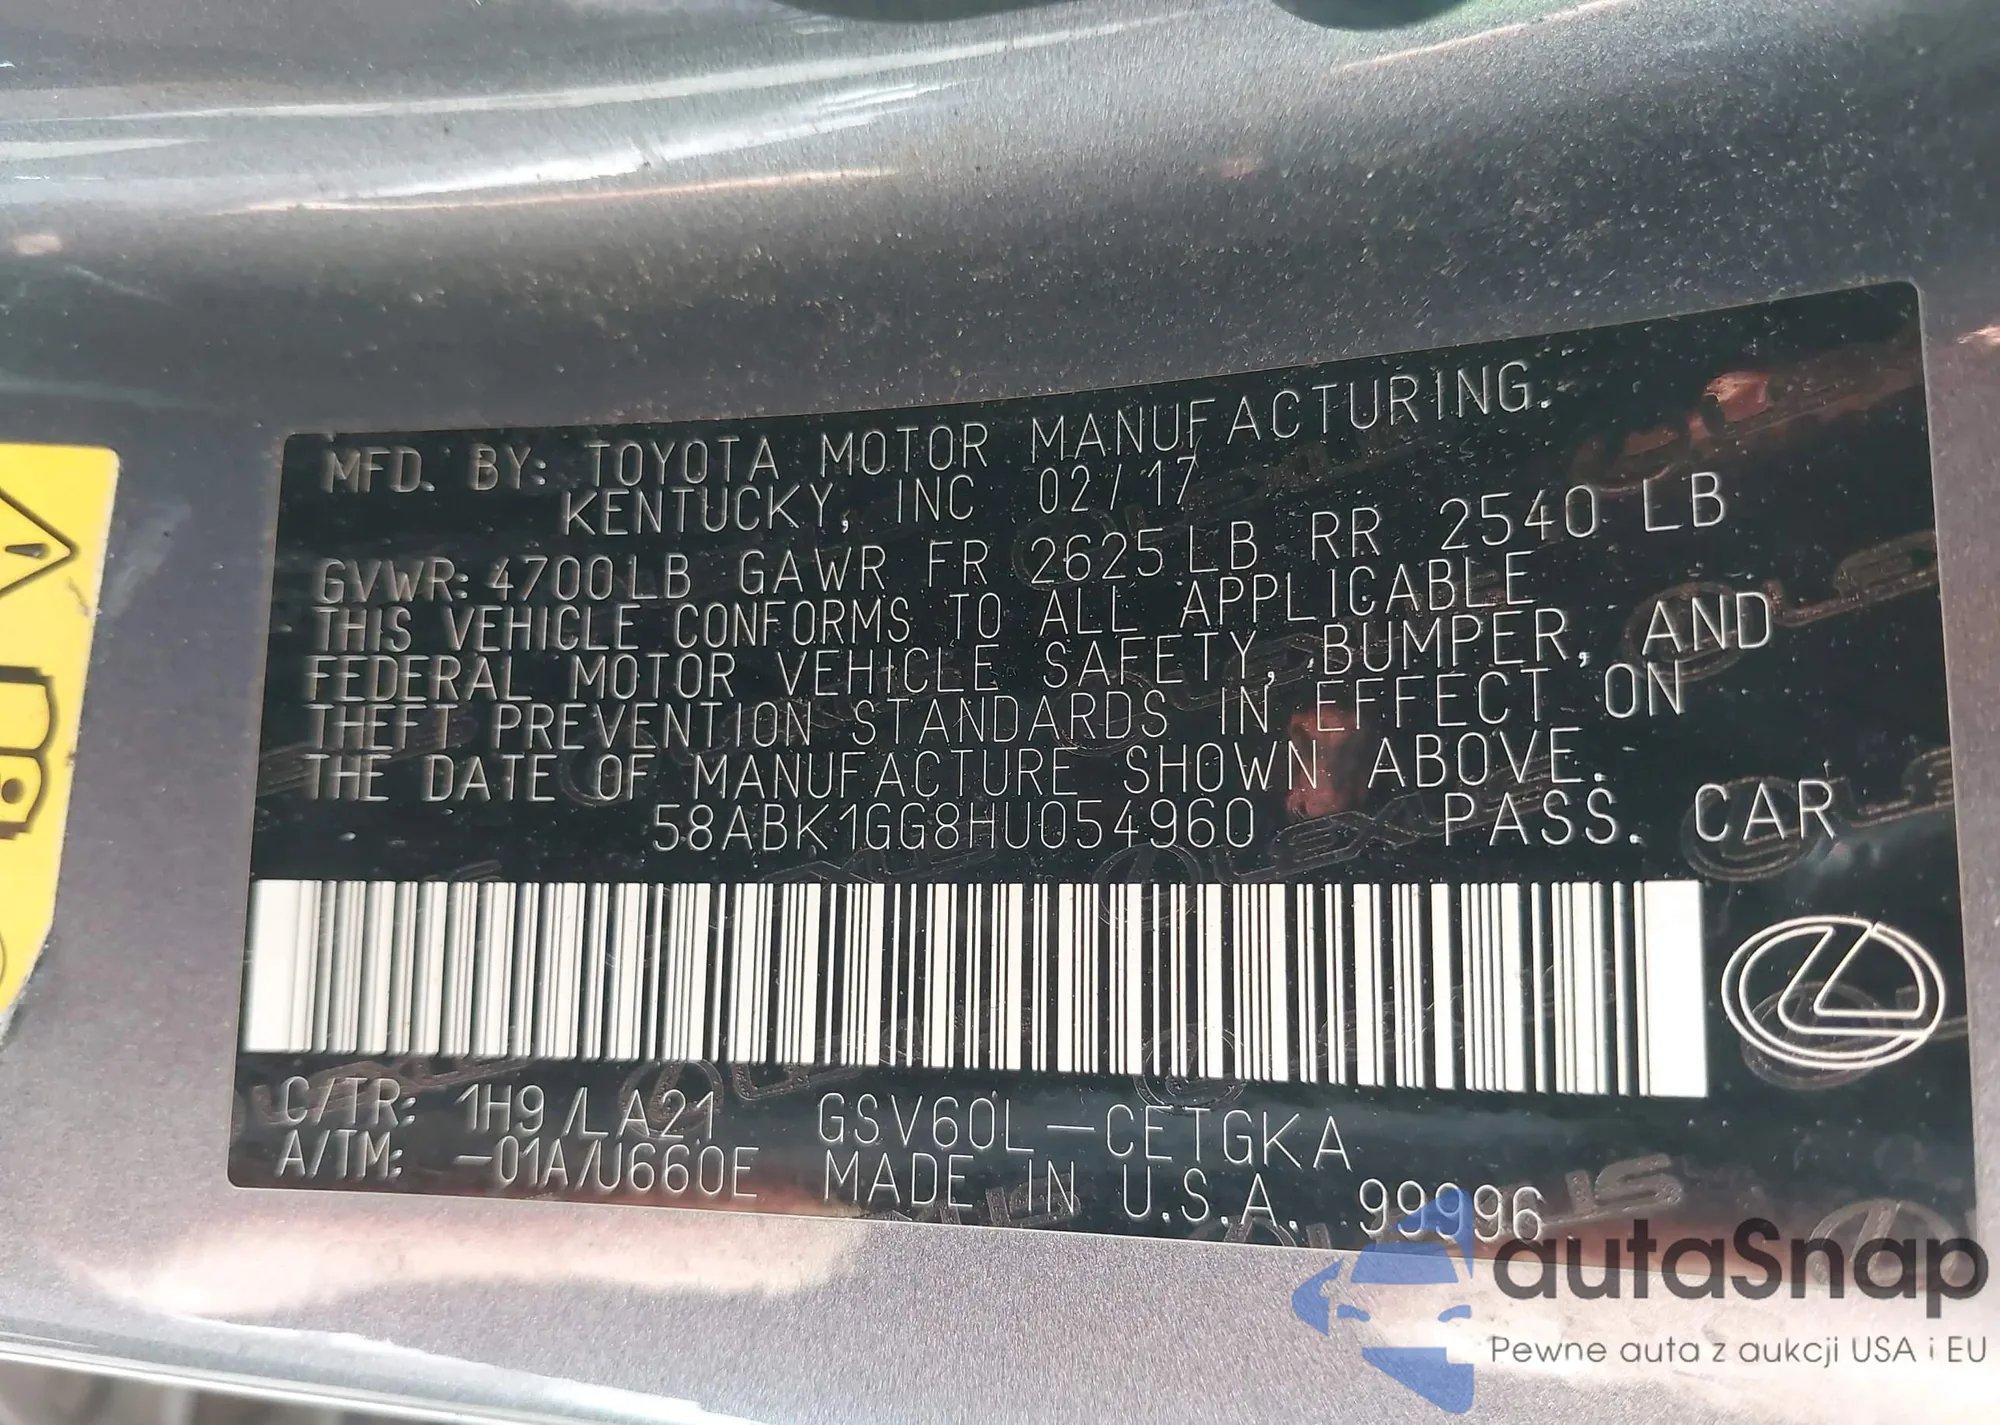 MFD. BY: TOYOTA MOTOR MANUFACTURING.
KENTUCKY, INC 02/17
GVWR: 4700LB GAWR FR 2625LB RR 2540 LB
THIS VEHICLE CONFORMS TO ALL APPLICABLE
FEDERAL MOTOR VEHICLE SAFETY, BUMPER, AND
THEFT PREVENTION STANDARDS IN EFFECT ON
THE DATE OF MANUFACTURE SHOWN ABOVE.
58ABK1GG8HU054960 PASS. CAR
C/TR: 1H9/LA21 GSV60L-CETGKA
A/TM: -01A/U660E MADE IN U.S.A. 99996
autaSnap
Pewne auta z aukcji USA i EU